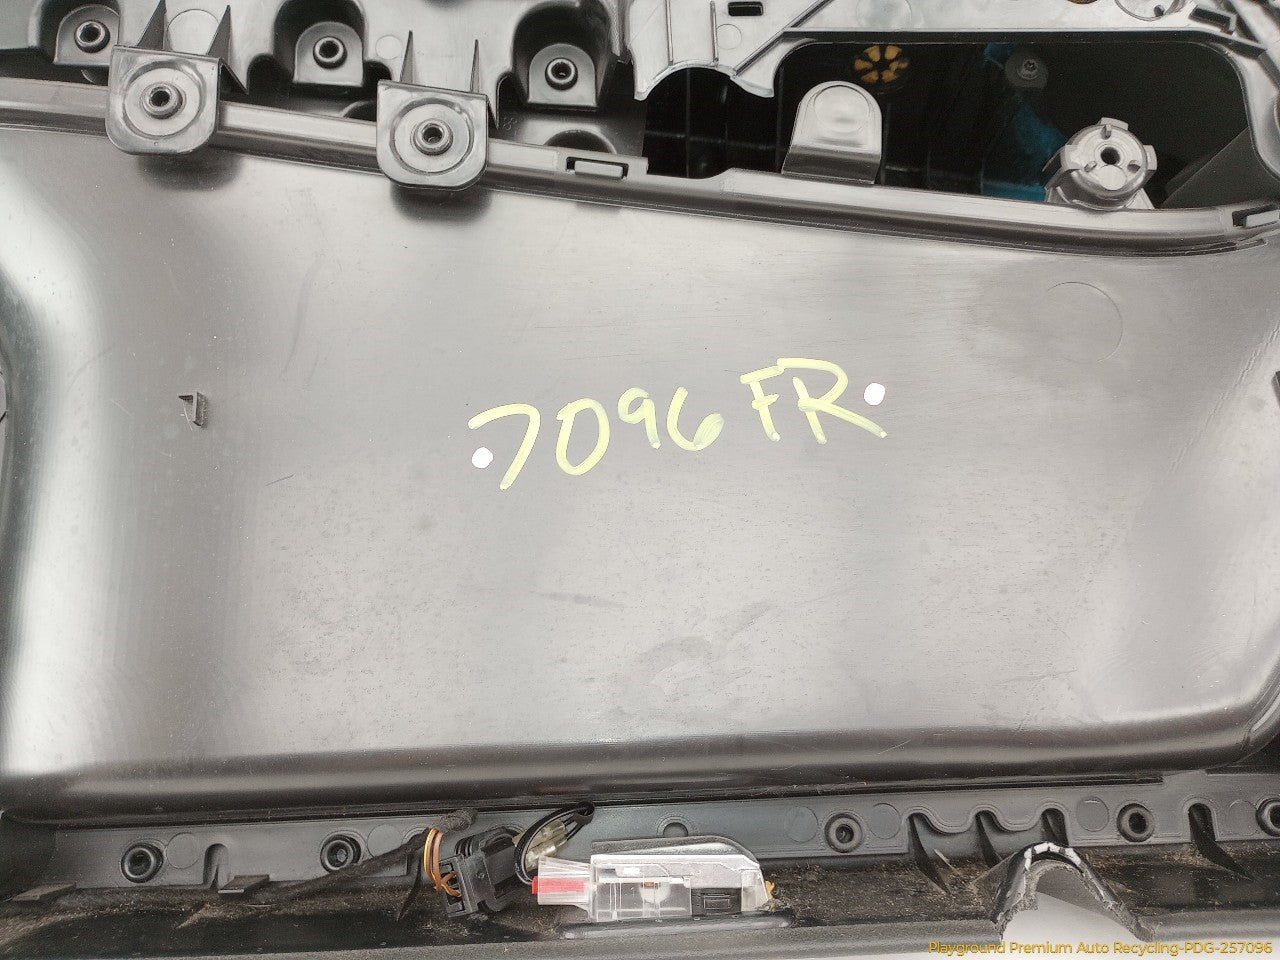 7096 FR
Playground Premium Auto Recycling-PDG-257096